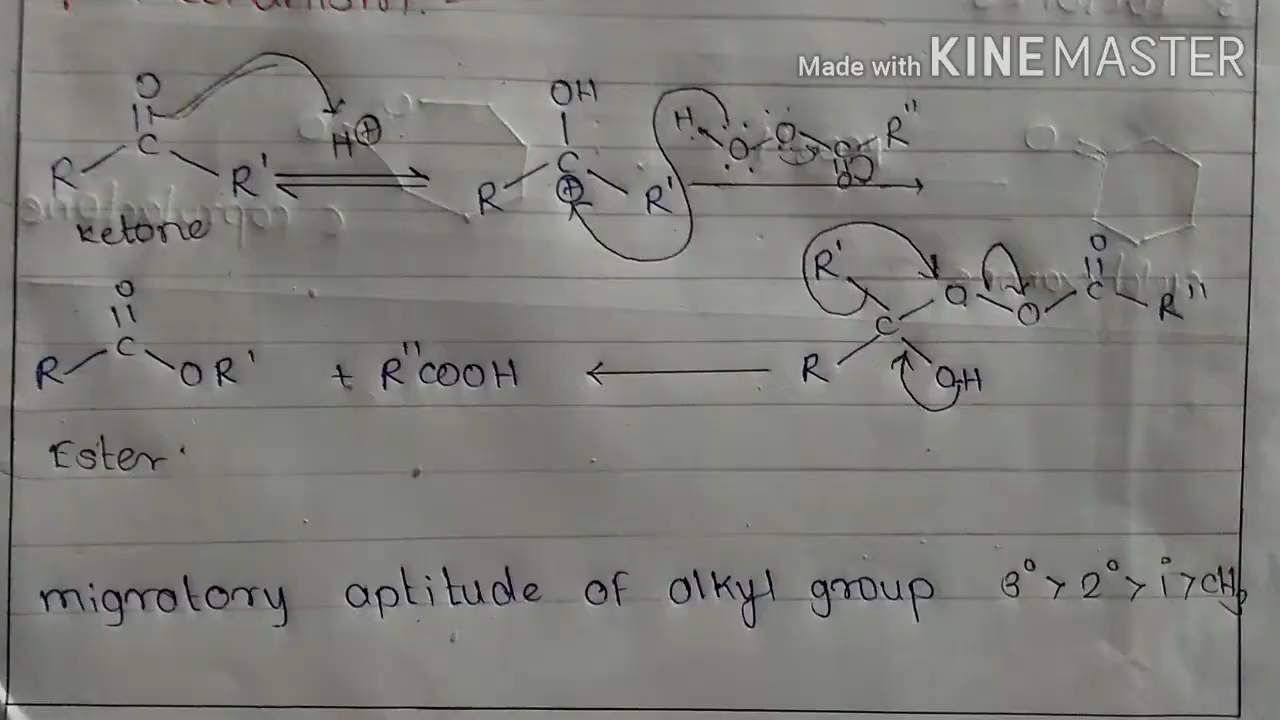 Made with KINEMASTER
O
||
C
R R'
H⊕
ketone
OH
|
C
⊕
R R'
H O O C R''
O
R' O O C R''
O
||
C
R OH
O
||
C
R OR' + R''COOH
Ester
migratory aptitude of alkyl group 3° > 2° > 1° > CH3